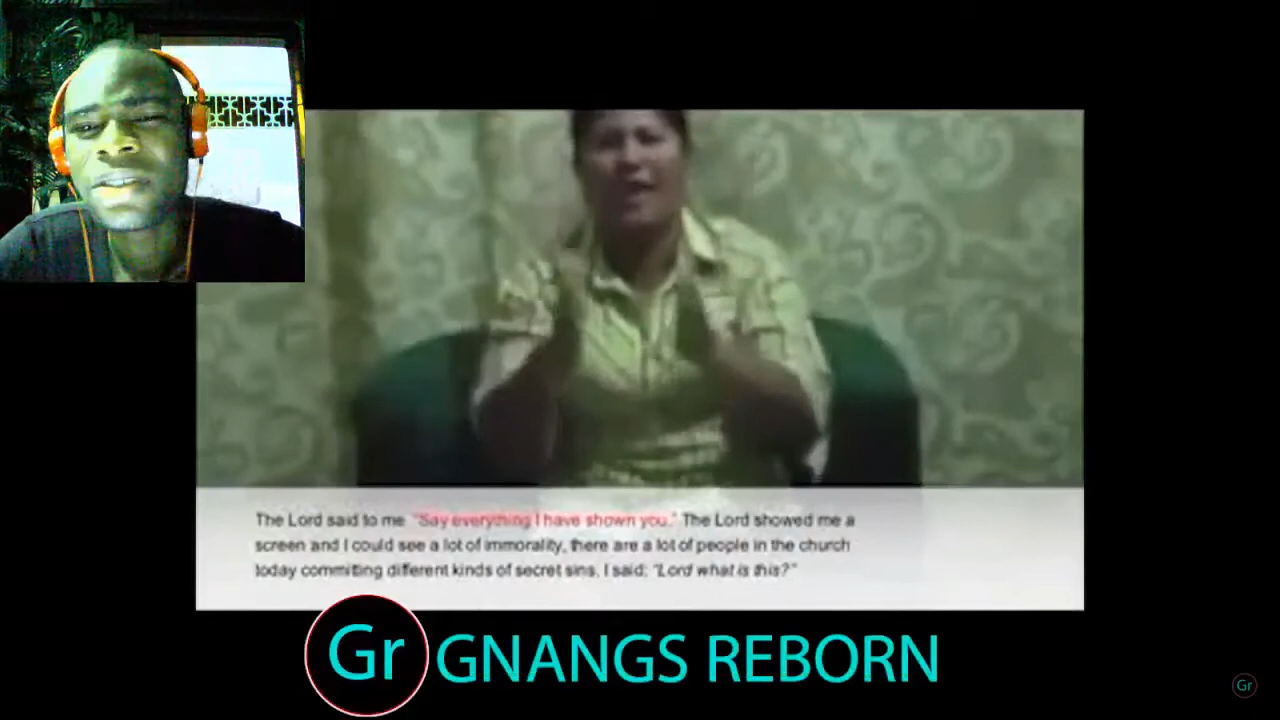 The Lord said to me "Say everything I have shown you." The Lord showed me a
screen and I could see a lot of immorality, there are a lot of people in the church
today committing different kinds of secret sins, I said; "Lord what is this?"
Gr GNANGS REBORN
Gr